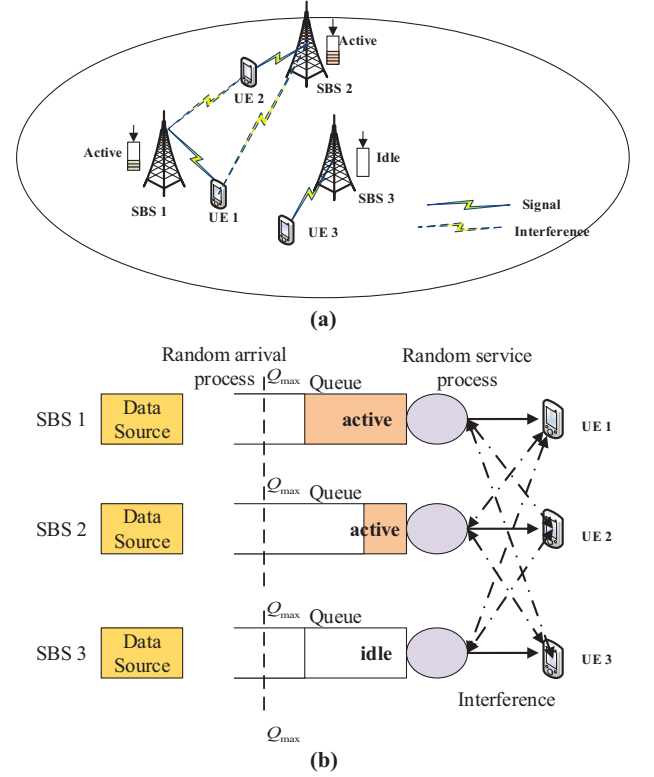 Active
SBS 2
UE 2
Active
SBS 1
UE 1
Idle
SBS 3
UE 3
Signal
Interference
(a)
Random arrival
process
Random service
process
Qmax
Queue
SBS 1
Data
Source
active
UE 1
Qmax
Queue
SBS 2
Data
Source
active
UE 2
Qmax
Queue
SBS 3
Data
Source
idle
UE 3
Interference
Qmax
(b)